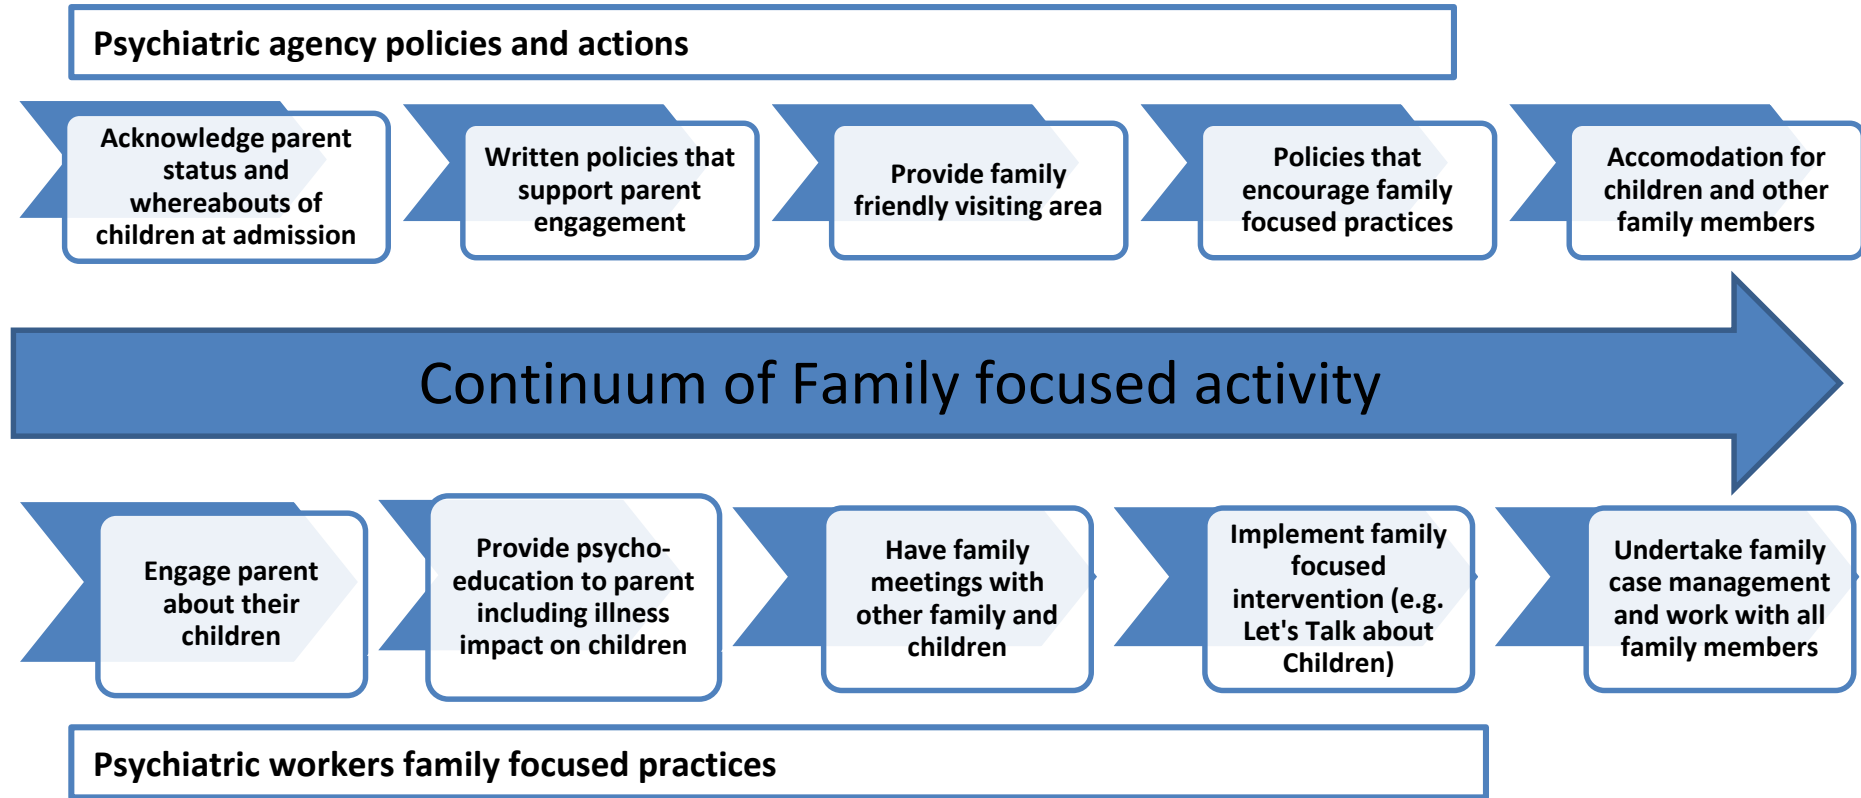 Psychiatric agency policies and actions
Acknowledge parent
status and
whereabouts of
children at admission
Written policies that
support parent
engagement
Provide family
friendly visiting area
Policies that
encourage family
focused practices
Accomodation for
children and other
family members
Continuum of Family focused activity
Engage parent
about their
children
Provide psycho-
education to parent
including illness
impact on children
Have family
meetings with
other family and
children
Implement family
focused
intervention (e.g.
Let's Talk about
Children)
Undertake family
case management
and work with all
family members
Psychiatric workers family focused practices